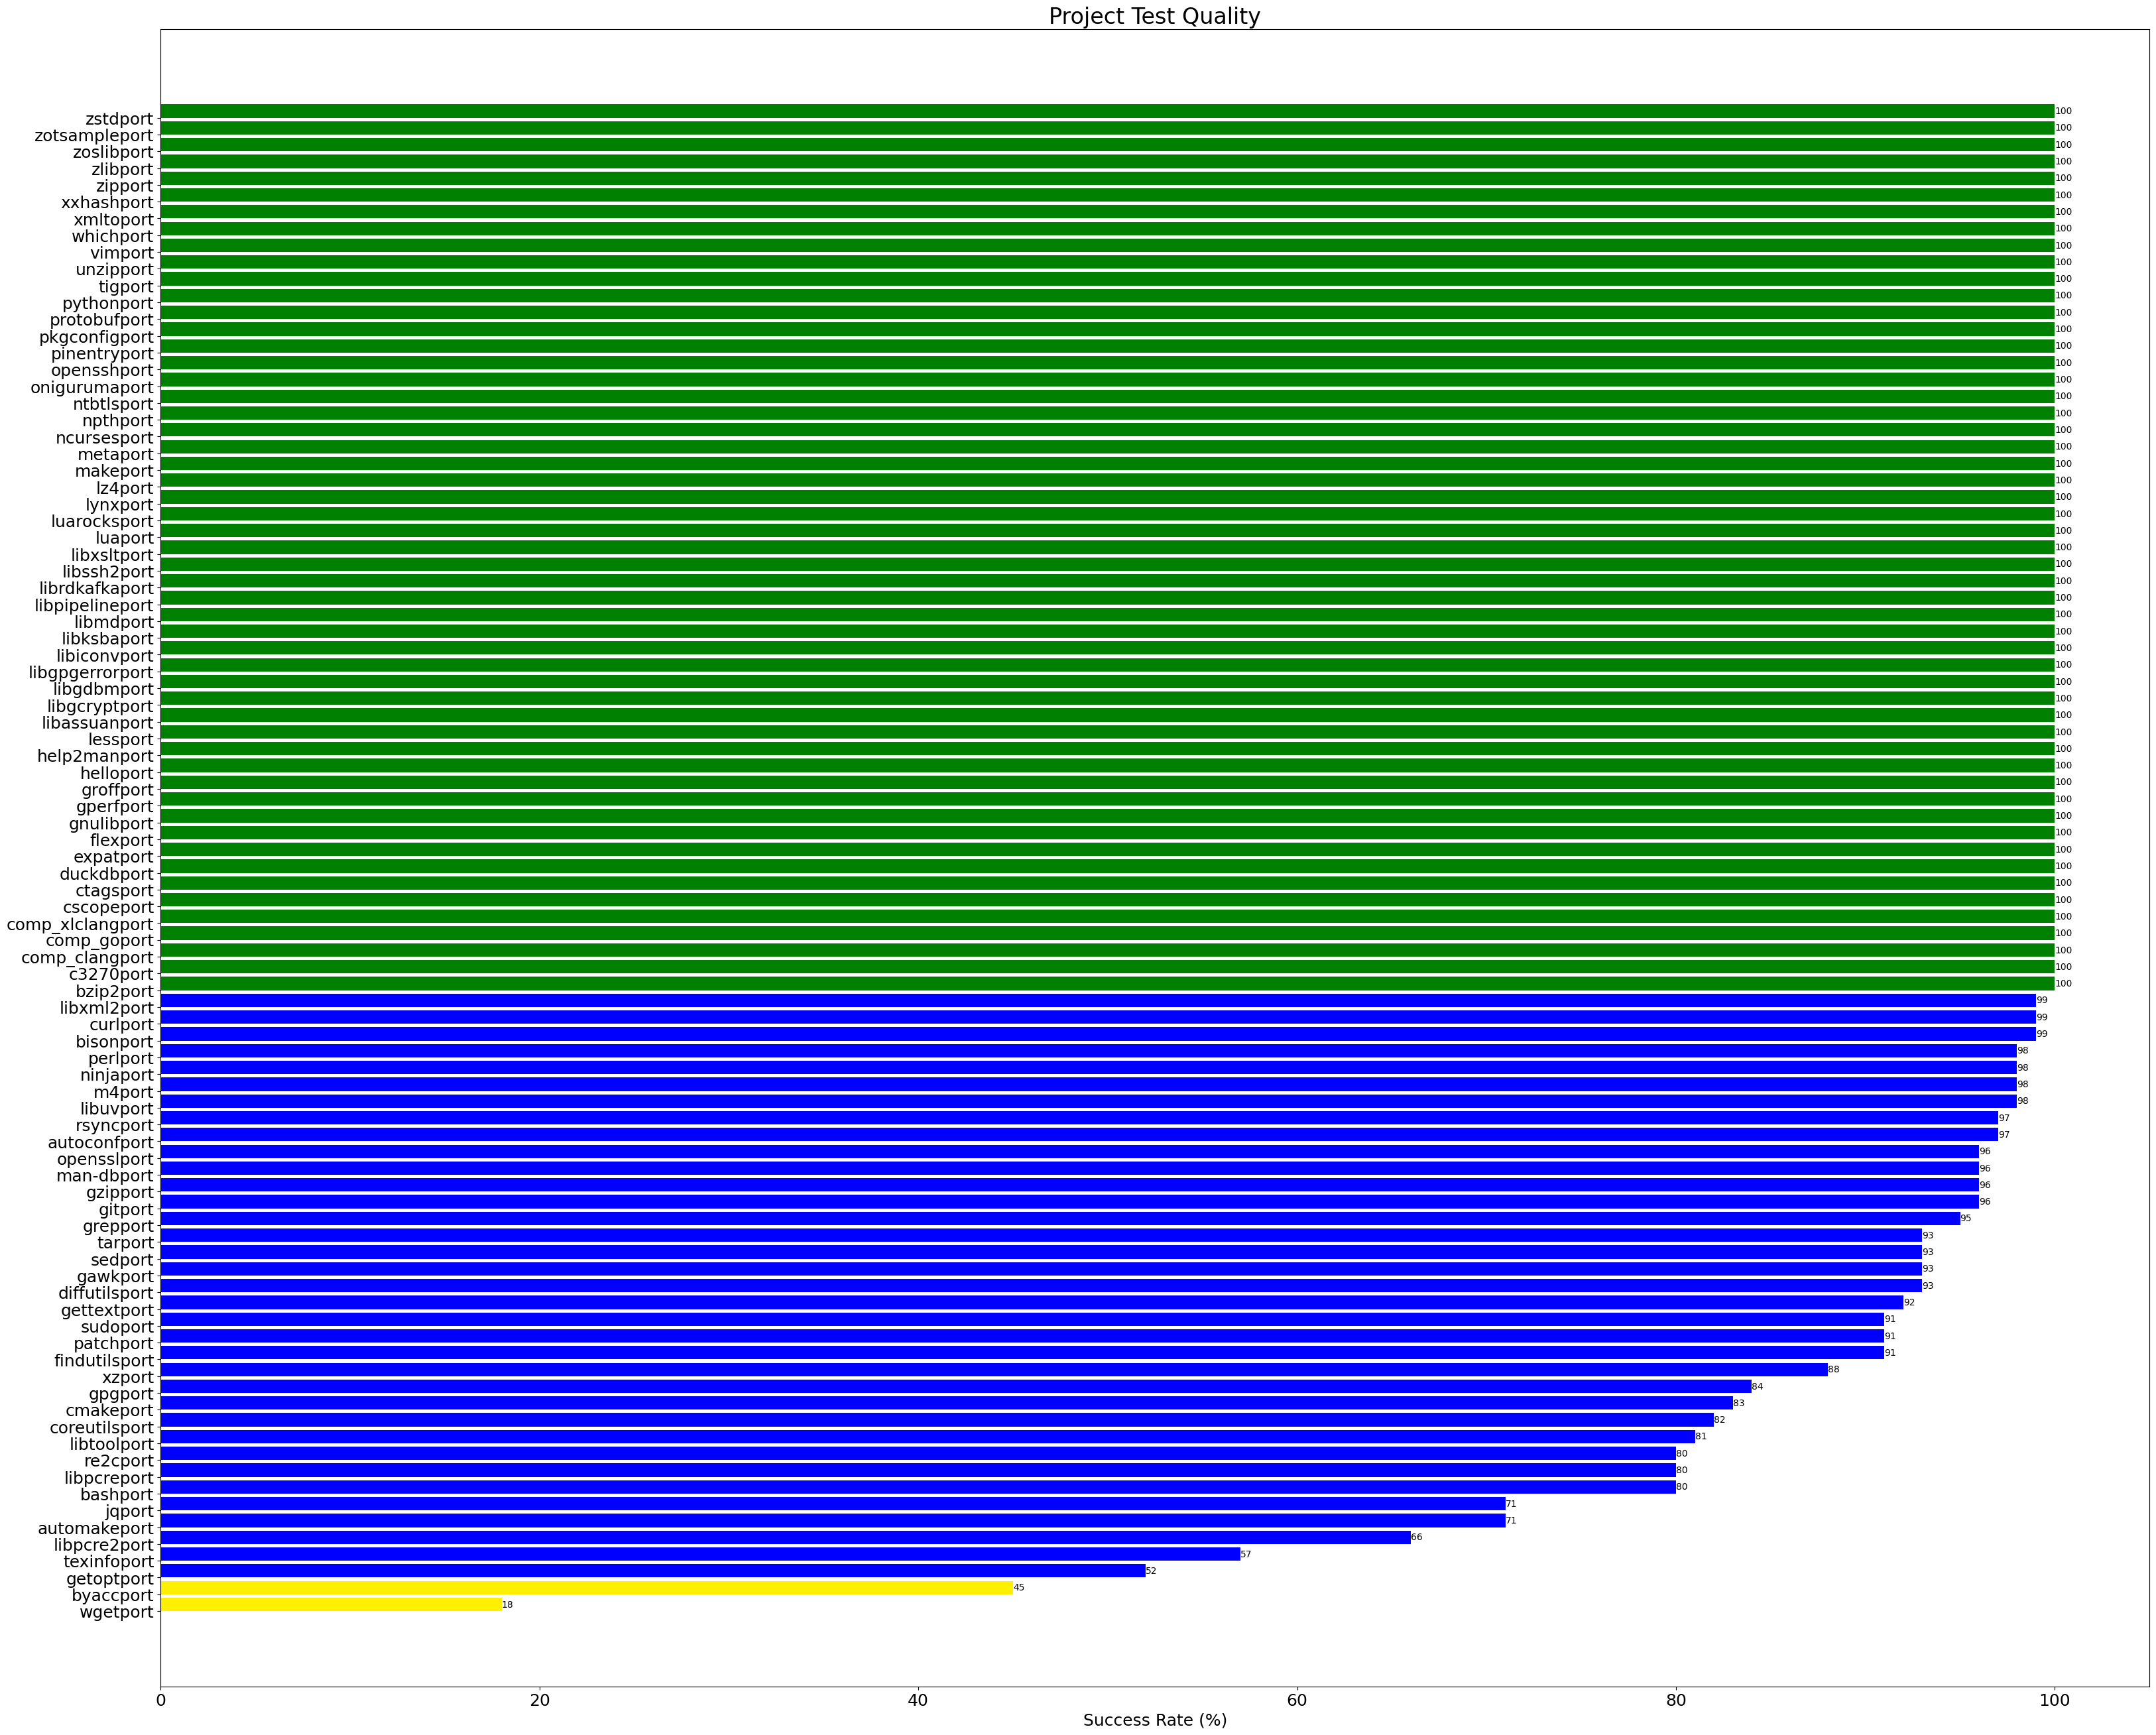 Project Test Quality
zstdport 100
zotsampleport 100
zoslibport 100
zlibport 100
zipport 100
xxhashport 100
xmltoport 100
whichport 100
vimport 100
unzipport 100
tigport 100
pythonport 100
protobufport 100
pkgconfigport 100
pinentryport 100
opensshport 100
onigurumaport 100
ntbtlsport 100
npthport 100
ncursesport 100
metaport 100
makeport 100
lz4port 100
lynxport 100
luarocksport 100
luaport 100
libxsltport 100
libssh2port 100
librdkafkaport 100
libpipelineport 100
libmdport 100
libksbaport 100
libiconvport 100
libgpgerrorport 100
libgdbmport 100
libgcryptport 100
libassuanport 100
lessport 100
help2manport 100
helloport 100
groffport 100
gperfport 100
gnulibport 100
flexport 100
expatport 100
duckdbport 100
ctagsport 100
cscopeport 100
comp_xlclangport 100
comp_goport 100
comp_clangport 100
c3270port 100
bzip2port 100
libxml2port 99
curlport 99
bisonport 99
perlport 98
ninjaport 98
m4port 98
libuvport 98
rsyncport 97
autoconfport 97
opensslport 96
man-dbport 96
gzipport 96
gitport 96
grepport 95
tarport 93
sedport 93
gawkport 93
diffutilsport 93
gettextport 92
sudoport 91
patchport 91
findutilsport 91
xzport 88
gpgport 84
cmakeport 83
coreutilsport 82
libtoolport 81
re2cport 80
libpcreport 80
bashport 80
jqport 71
automakeport 71
libpcre2port 66
texinfoport 57
getoptport 52
byaccport 45
wgetport 18
0 20 40 60 80 100
Success Rate (%)